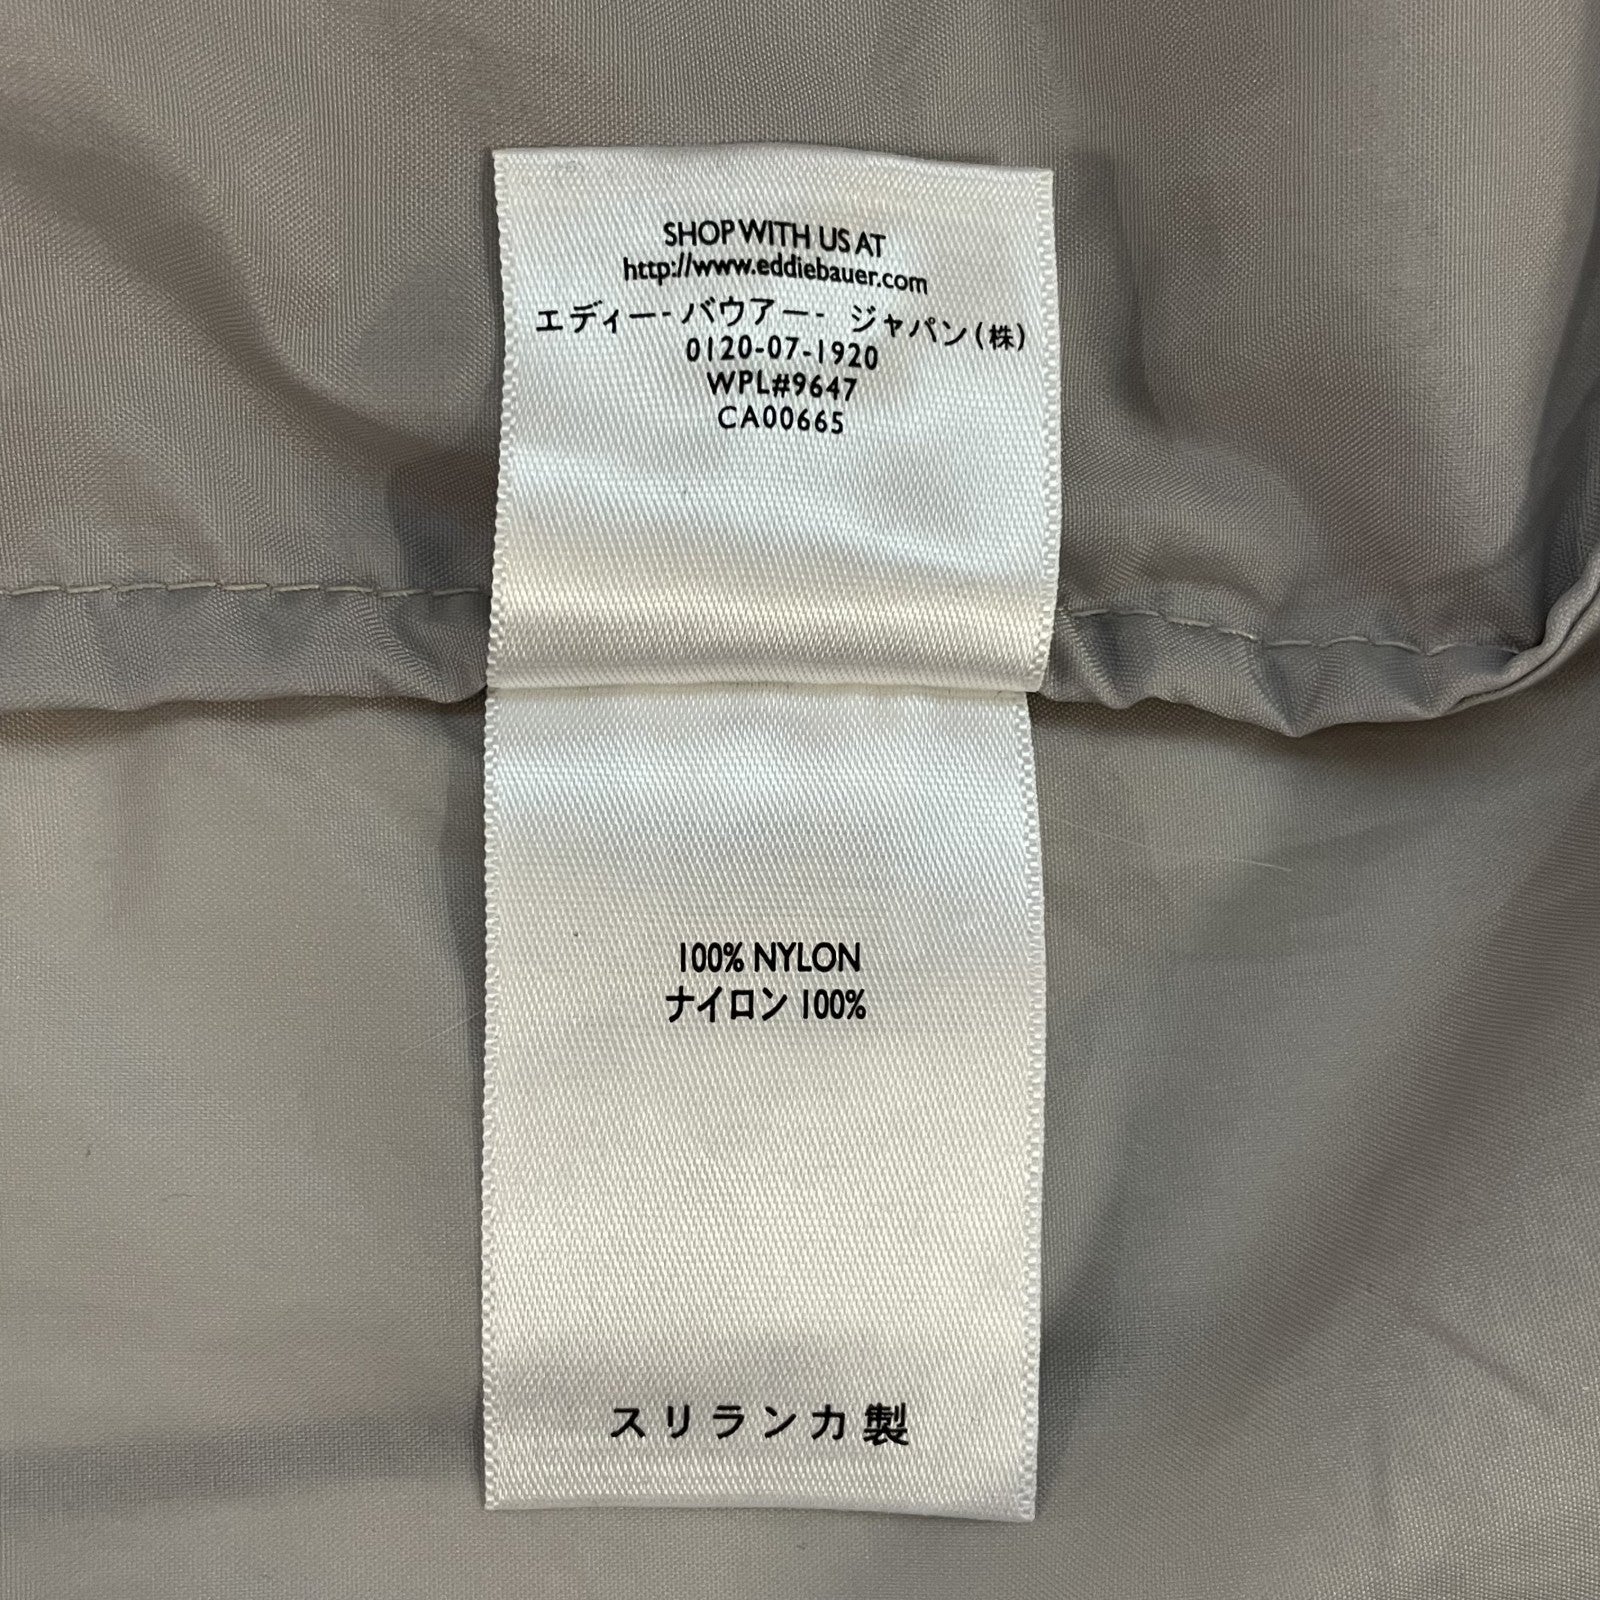 SHOP WITH US AT
http://www.eddiebauer.com
エディー-バウアー- ジャパン(株)
0120-07-1920
WPL#9647
CA00665
100% NYLON
ナイロン 100%
スリランカ製